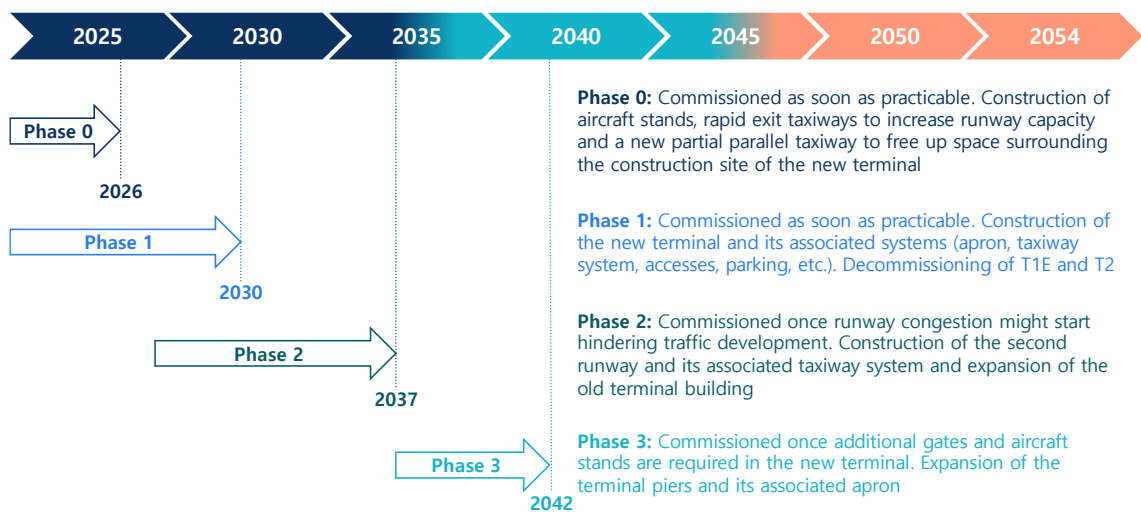 2025 2030 2035 2040 2045 2050 2054
Phase 0: Commissioned as soon as practicable. Construction of
aircraft stands, rapid exit taxiways to increase runway capacity
and a new partial parallel taxiway to free up space surrounding
the construction site of the new terminal
Phase 0
2026
Phase 1: Commissioned as soon as practicable. Construction of
the new terminal and its associated systems (apron, taxiway
system, accesses, parking, etc.). Decommissioning of T1E and T2
Phase 1
2030
Phase 2: Commissioned once runway congestion might start
hindering traffic development. Construction of the second
runway and its associated taxiway system and expansion of the
old terminal building
Phase 2
2037
Phase 3: Commissioned once additional gates and aircraft
stands are required in the new terminal. Expansion of the
terminal piers and its associated apron
Phase 3
2042